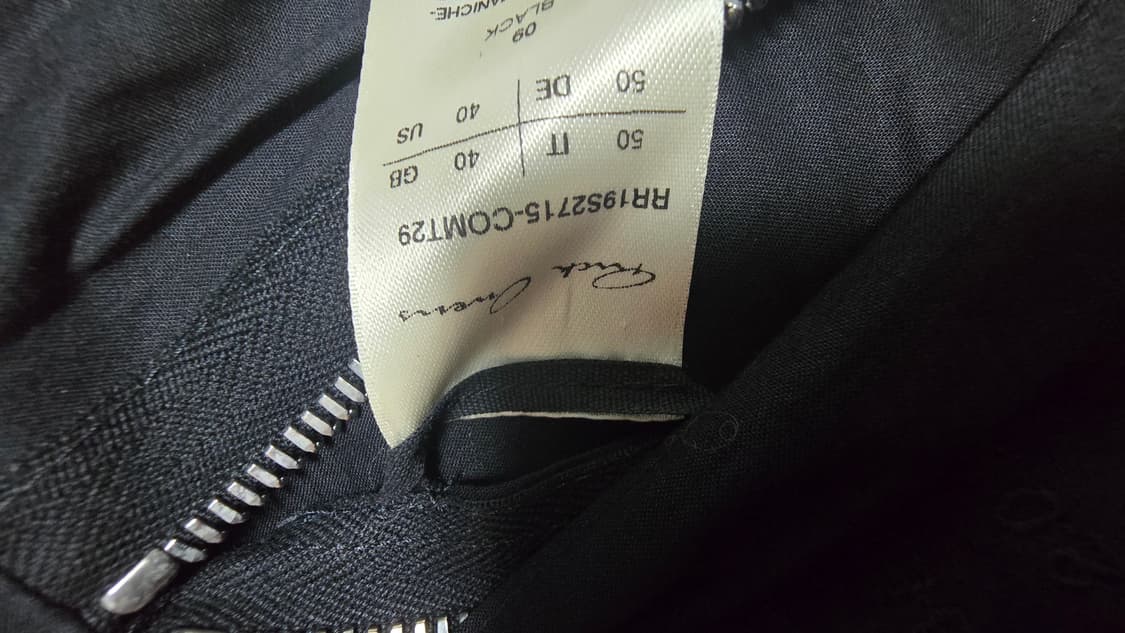 Rick Owens
RR19S2715-COMT29
50 IT 40 GB
50 DE 40 US
09
BLACK